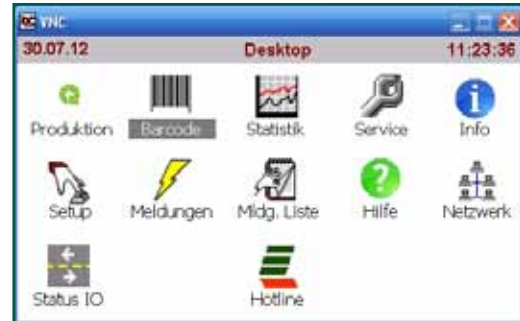 VNC
30.07.12 Desktop 11:23:36
Produktion Barcode Statistik Service Info
Setup Meldungen Mldg. Liste Hilfe Netzwerk
Status IO Hotline